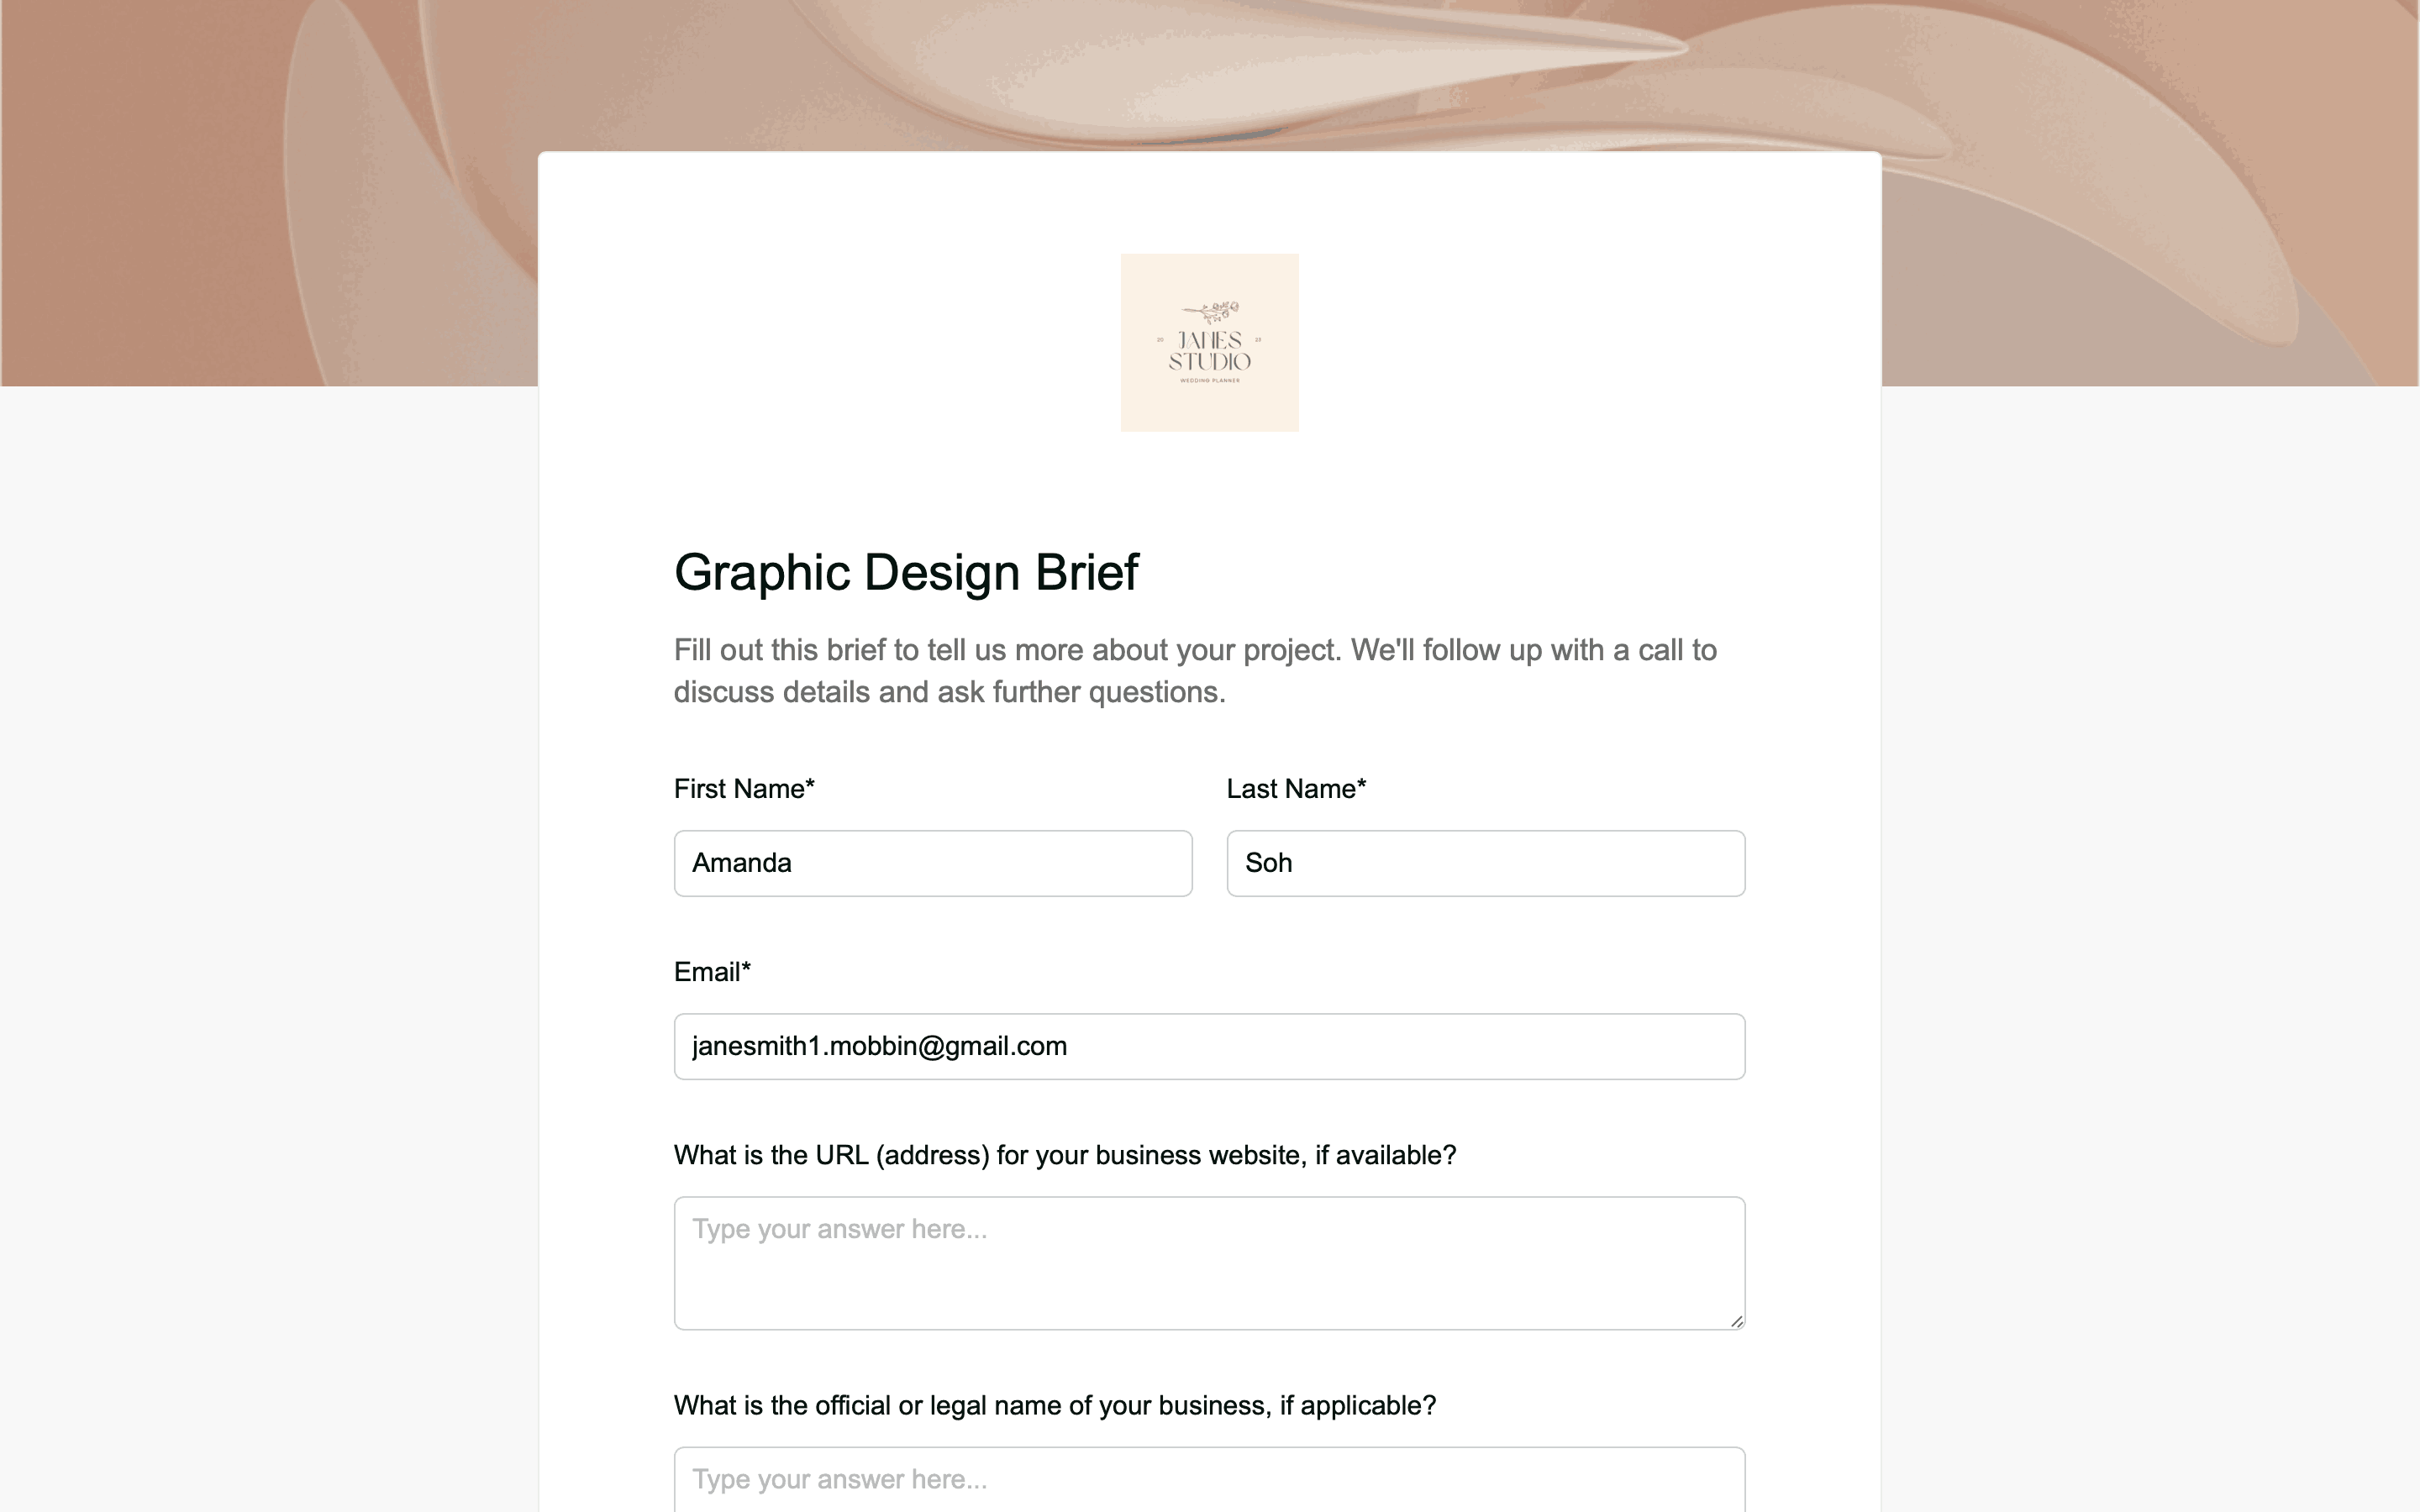 20 JANES 23
STUDIO
WEDDING PLANNER
Graphic Design Brief
Fill out this brief to tell us more about your project. We'll follow up with a call to
discuss details and ask further questions.
First Name* Last Name*
Amanda Soh
Email*
janesmith1.mobbin@gmail.com
What is the URL (address) for your business website, if available?
Type your answer here...
What is the official or legal name of your business, if applicable?
Type your answer here...